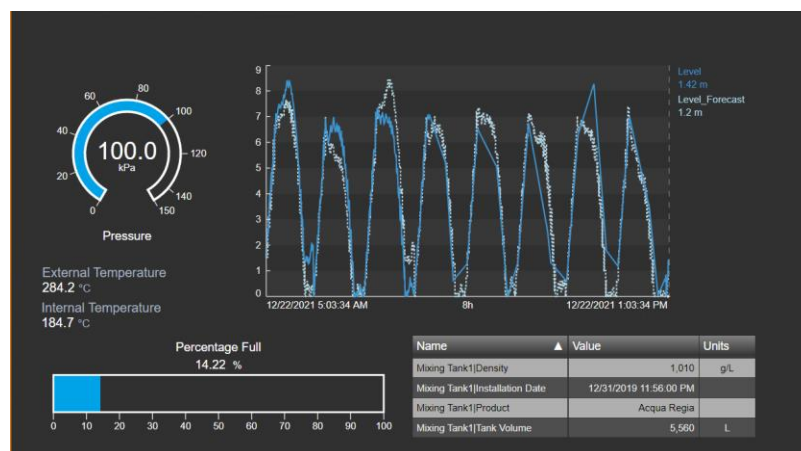 80
60
100
40
100.0
kPa
120
20
140
0
150
Pressure
External Temperature
284.2 °C
Internal Temperature
184.7 °C
9
8
7
6
5
4
3
2
1
0
12/22/2021 5:03:34 AM 8h 12/22/2021 1:03:34 PM
Level
1.42 m
Level_Forecast
1.2 m
Percentage Full
14.22 %
0 10 20 30 40 50 60 70 80 90 100
Name ▲ Value Units
Mixing Tank1|Density 1,010 g/L
Mixing Tank1|Installation Date 12/31/2019 11:56:00 PM
Mixing Tank1|Product Acqua Regia
Mixing Tank1|Tank Volume 5,560 L